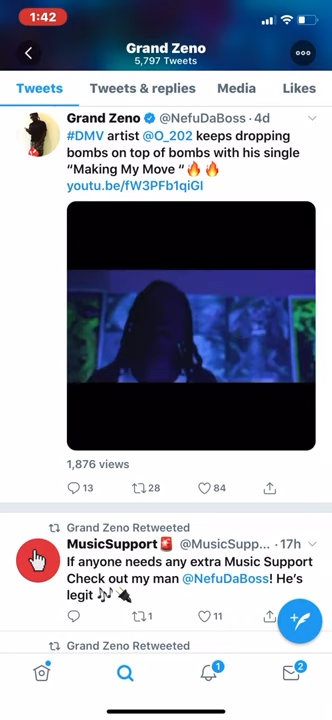 1:42
Grand Zeno
5,797 Tweets
Tweets
Tweets & replies
Media
Likes
Grand Zeno @NefuDaBoss · 4d
#DMV artist @O_202 keeps dropping
bombs on top of bombs with his single
“Making My Move “🔥🔥
youtu.be/fW3PFb1qiGI
1,876 views
13
28
84
Grand Zeno Retweeted
MusicSupport🚨 @MusicSupp... · 17h
If anyone needs any extra Music Support
Check out my man @NefuDaBoss! He’s
legit 🎶🔌
1
11
Grand Zeno Retweeted
1
2